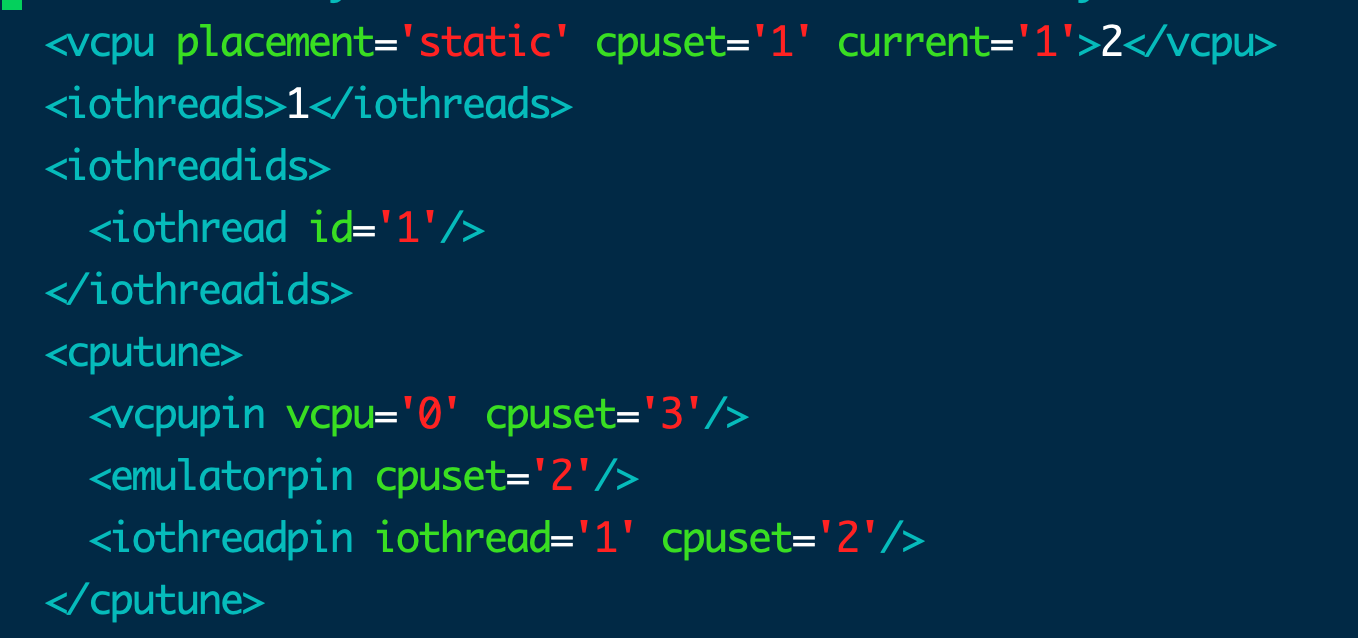 <vcpu placement='static' cpuset='1' current='1'>2</vcpu>
<iothreads>1</iothreads>
<iothreadids>
<iothread id='1'/>
</iothreadids>
<cputune>
<vcpupin vcpu='0' cpuset='3'/>
<emulatorpin cpuset='2'/>
<iothreadpin iothread='1' cpuset='2'/>
</cputune>